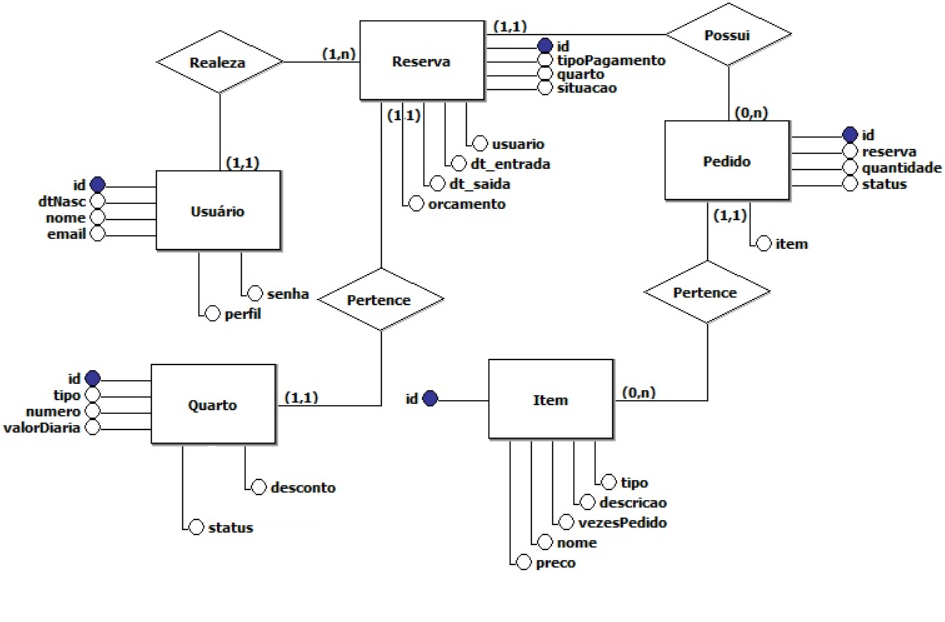 (1,1)
Possui
id
Realeza
(1,n)
Reserva
tipoPagamento
quarto
situacao
(1,1)
(0,n)
usuario
id
(1,1)
dt_entrada
Pedido
reserva
quantidade
id
dt_saida
status
dtNasc
Usuário
orcamento
nome
(1,1)
email
item
senha
perfil
Pertence
Pertence
id
tipo
(1,1)
id
Item
(0,n)
numero
Quarto
valorDiaria
desconto
tipo
descricao
status
vezesPedido
nome
preco